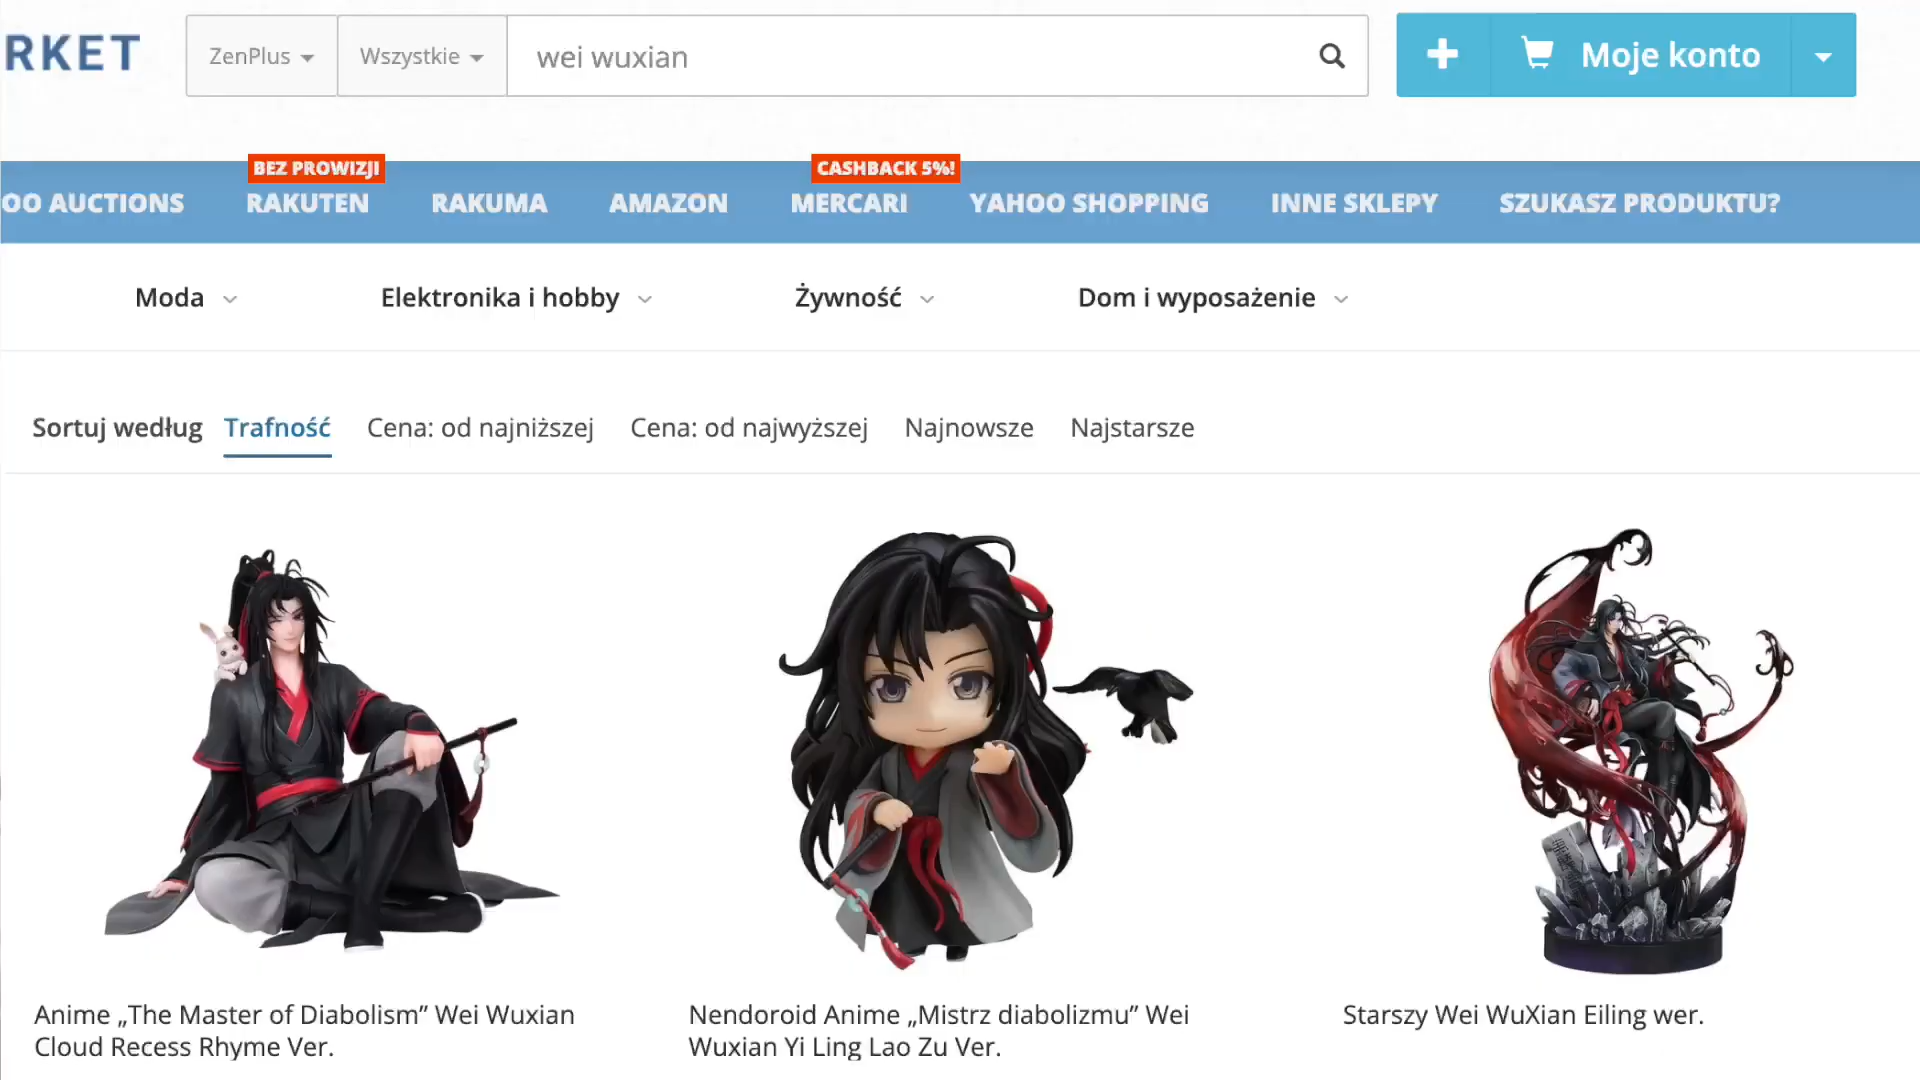 RKET
ZenPlus
Wszystkie
wei wuxian
Moje konto
BEZ PROWIZJI
CASHBACK 5%!
OO AUCTIONS
RAKUTEN
RAKUMA
AMAZON
MERCARI
YAHOO SHOPPING
INNE SKLEPY
SZUKASZ PRODUKTU?
Moda
Elektronika i hobby
Żywność
Dom i wyposażenie
Sortuj według
Trafność
Cena: od najniższej
Cena: od najwyższej
Najnowsze
Najstarsze
Anime „The Master of Diabolism” Wei Wuxian
Cloud Recess Rhyme Ver.
Nendoroid Anime „Mistrz diabolizmu” Wei
Wuxian Yi Ling Lao Zu Ver.
Starszy Wei WuXian Eiling wer.